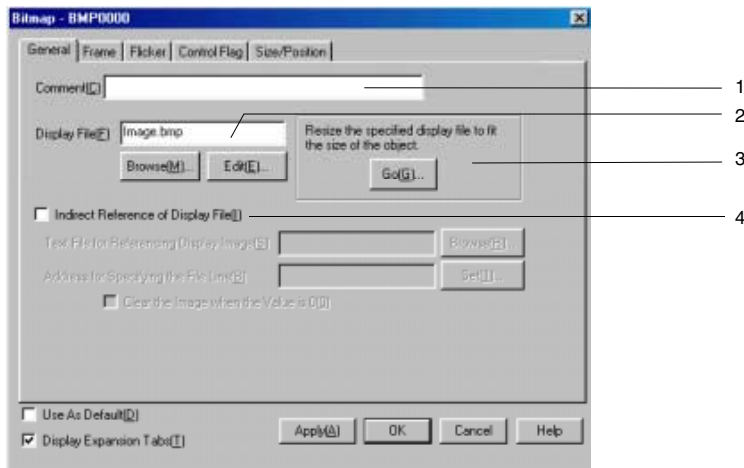 Bitmap - BMP0000
General Frame Flicker Control Flag Size/Position
Comment(C)
1
Display File(F) Image.bmp
2
Resize the specified display file to fit
the size of the object.
Browse(M)... Edit(E)...
Go(G)...
3
Indirect Reference of Display File(I)
4
Text File for Referencing Display Image(S) Browse(R)...
Address for Specifying the File Line(B) Set(J)...
Clear the Image when the Value is 0(0)
Use As Default(D)
Display Expansion Tabs(T)
Apply(A) OK Cancel Help